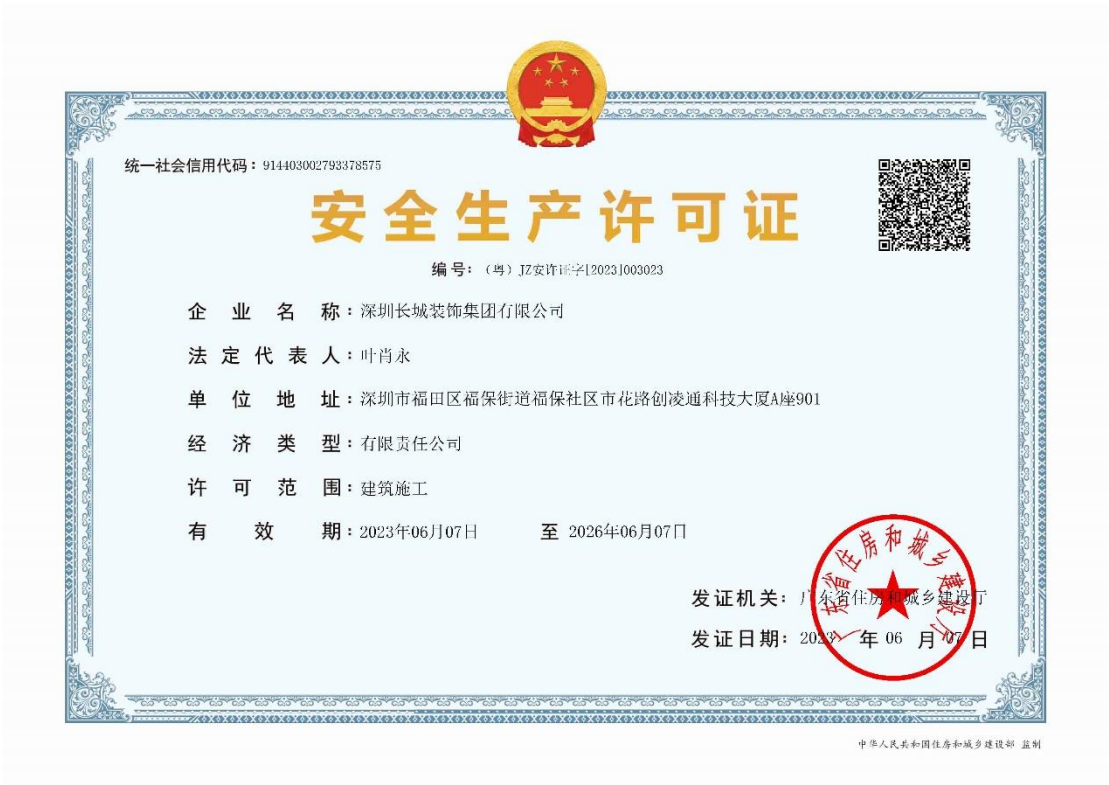 统一社会信用代码：914403002793378575
安全生产许可证
编号：（粤）JZ安许证字[2023]003023
企业名称：深圳长城装饰集团有限公司
法定代表人：叶肖永
单位地址：深圳市福田区福保街道福保社区市花路创凌通科技大厦A座901
经济类型：有限责任公司
许可范围：建筑施工
有效期：2023年06月07日 至 2026年06月07日
广东省住房和城乡建设厅
发证机关：广东省住房和城乡建设厅
发证日期：2023 年 06 月 07 日
中华人民共和国住房和城乡建设部 监制